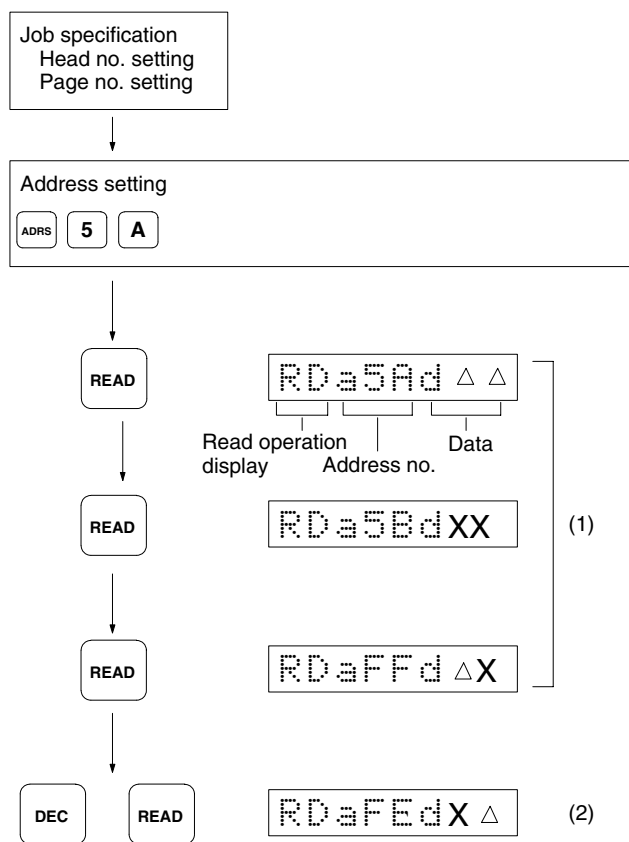 Job specification
Head no. setting
Page no. setting
Address setting
ADRS 5 A
READ RDa5Ad △ △
Read operation display Address no. Data
READ RDa5BdXX (1)
READ RDaFFd △X
DEC READ RDaFEdX △ (2)